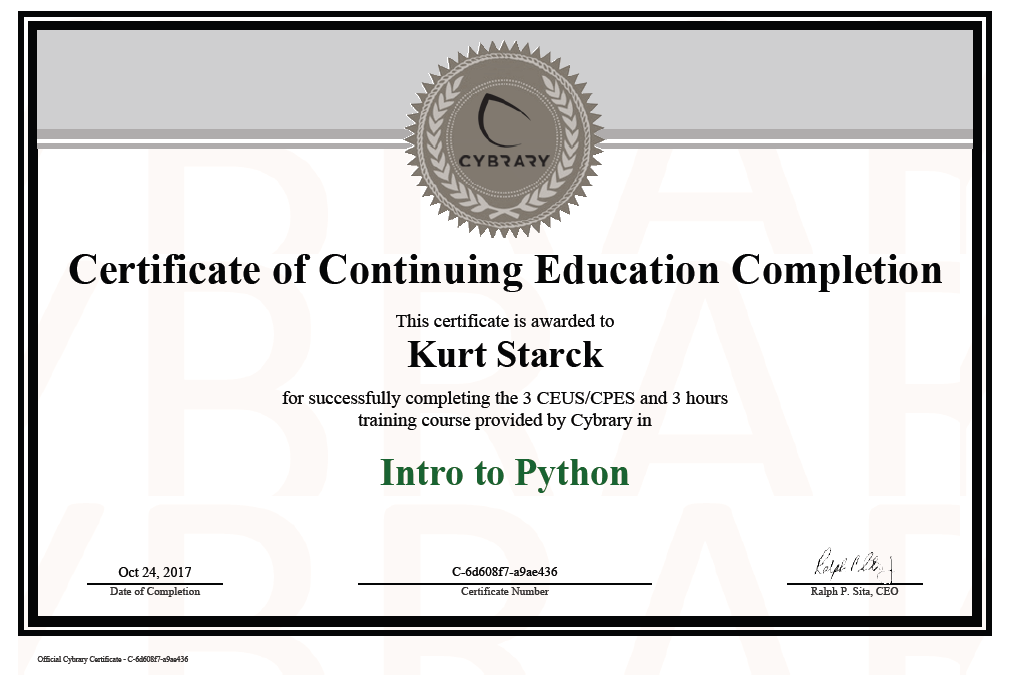 CYBRARY
Certificate of Continuing Education Completion
This certificate is awarded to
Kurt Starck
for successfully completing the 3 CEUS/CPES and 3 hours
training course provided by Cybrary in
Intro to Python
Oct 24, 2017
Date of Completion
C-6d608f7-a9ae436
Certificate Number
Ralph P. Sita, CEO
Official Cybrary Certificate - C-6d608f7-a9ae436